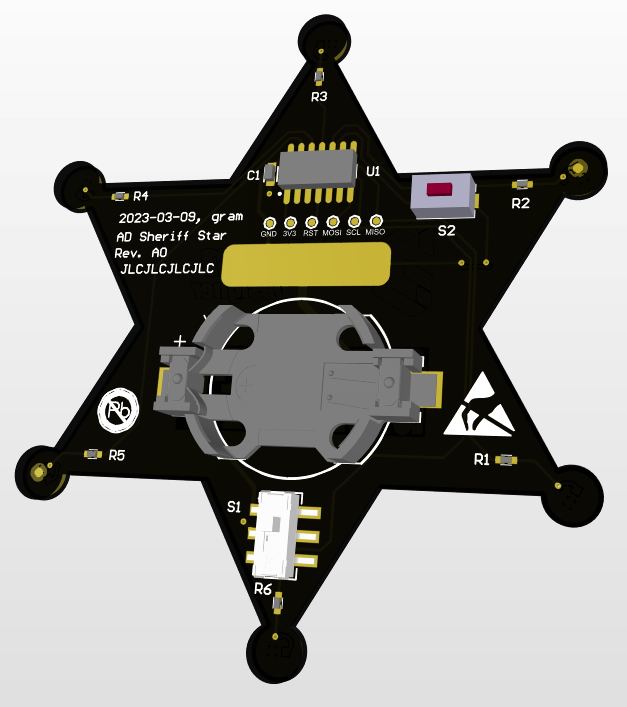 R3
C1
U1
R4
R2
2023-03-09, gram
S2
GND 3V3 RST MOSI SCL MISO
AD Sheriff Star
Rev. A0
JLCJLCJLCJLC
+
Pb
R5
R1
S1
R6